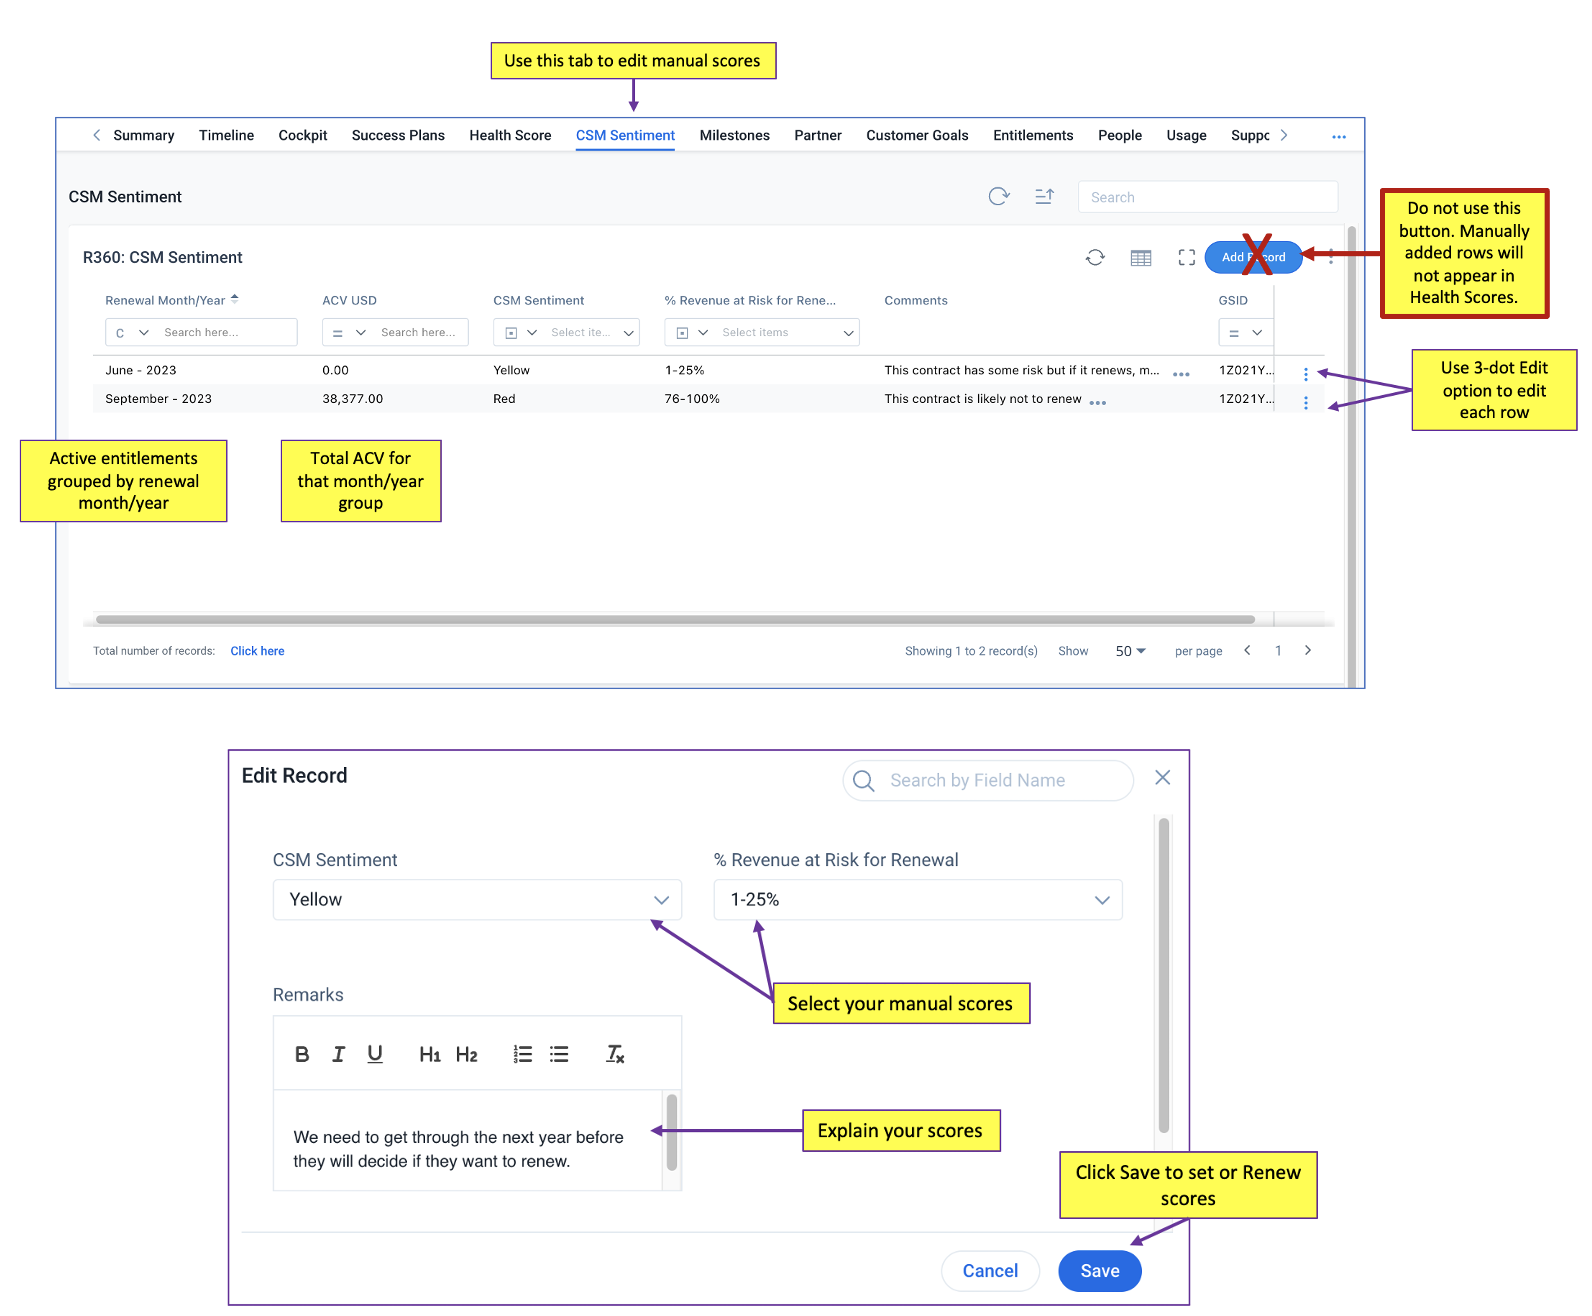 Use this tab to edit manual scores
Summary Timeline Cockpit Success Plans Health Score CSM Sentiment Milestones Partner Customer Goals Entitlements People Usage Suppo
CSM Sentiment
Search
Do not use this
button. Manually
added rows will
not appear in
Health Scores.
R360: CSM Sentiment
Add Record
Renewal Month/Year ACV USD CSM Sentiment % Revenue at Risk for Rene... Comments GSID
C Search here... = Search here... Select ite... Select items =
June - 2023 0.00 Yellow 1-25% This contract has some risk but if it renews, m... 1Z021Y...
September - 2023 38,377.00 Red 76-100% This contract is likely not to renew 1Z021Y...
Use 3-dot Edit
option to edit
each row
Active entitlements
grouped by renewal
month/year
Total ACV for
that month/year
group
Total number of records: Click here Showing 1 to 2 record(s) Show 50 per page 1
Edit Record
Search by Field Name
CSM Sentiment % Revenue at Risk for Renewal
Yellow 1-25%
Select your manual scores
Remarks
B I U H1 H2 Tx
We need to get through the next year before
they will decide if they want to renew.
Explain your scores
Click Save to set or Renew
scores
Cancel Save